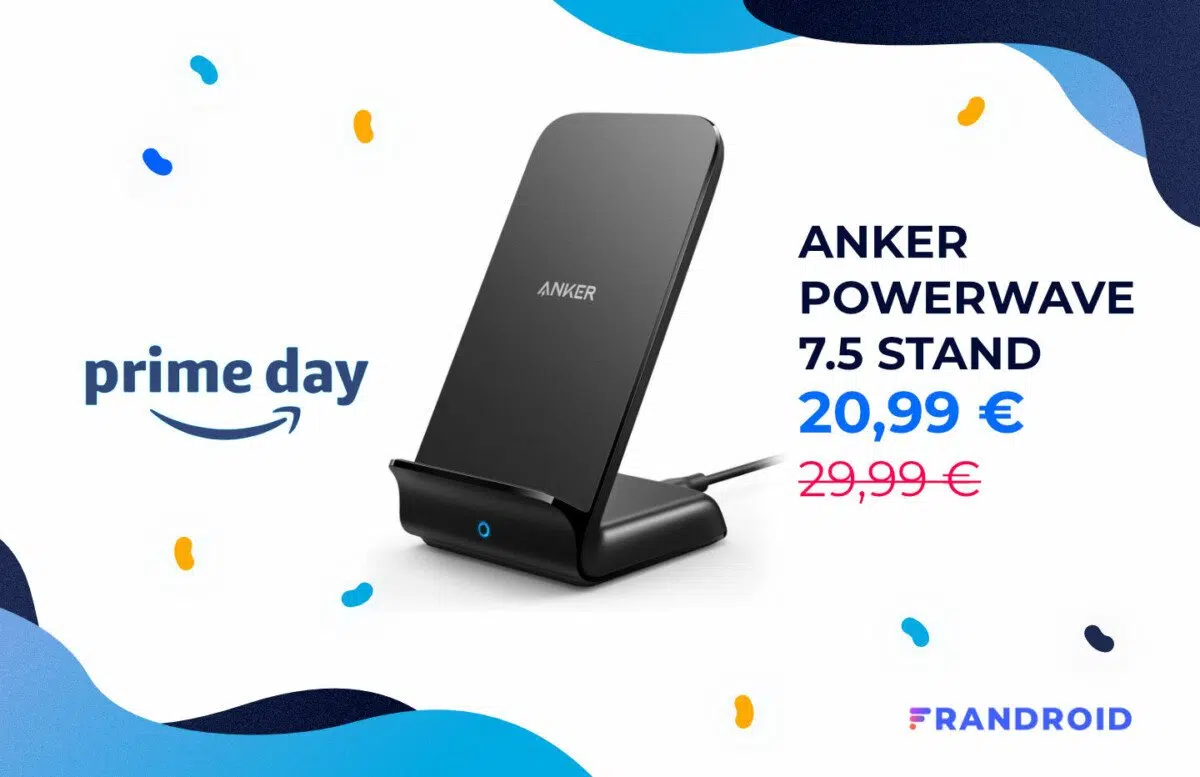 prime day
ANKER
ANKER
POWERWAVE
7.5 STAND
20,99 €
29,99 €
FRANDROID